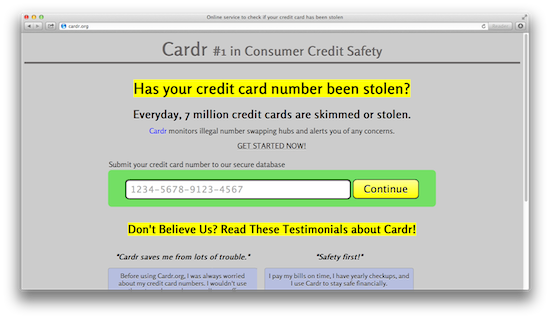 Online service to check if your credit card has been stolen
cardr.org
Reader
Cardr #1 in Consumer Credit Safety
Has your credit card number been stolen?
Everyday, 7 million credit cards are skimmed or stolen.
Cardr monitors illegal number swapping hubs and alerts you of any concerns.
GET STARTED NOW!
Submit your credit card number to our secure database
1234-5678-9123-4567
Continue
Don't Believe Us? Read These Testimonials about Cardr!
"Cardr saves me from lots of trouble."
"Safety first!"
Before using Cardr.org, I was always worried
about my credit card numbers. I wouldn't use
I pay my bills on time, I have yearly checkups, and
I use Cardr to stay safe financially.